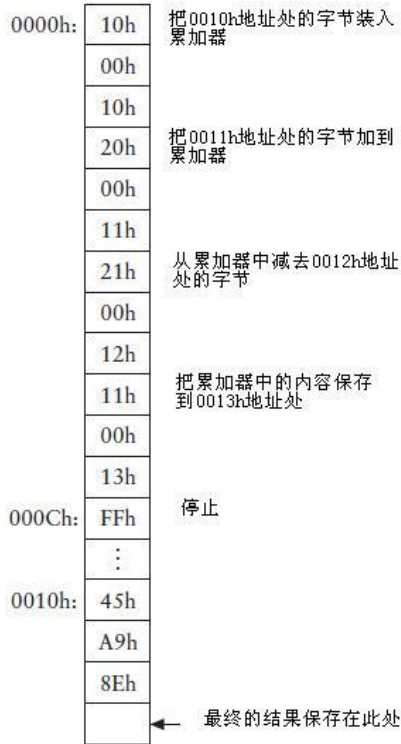 0000h: 10h 把0010h地址处的字节装入
累加器
00h
10h
20h 把0011h地址处的字节加到
累加器
00h
11h
21h 从累加器中减去0012h地址
处的字节
00h
12h
11h 把累加器中的内容保存
到0013h地址处
00h
13h
000Ch: FFh 停止
⋮
0010h: 45h
A9h
8Eh
最终的结果保存在此处